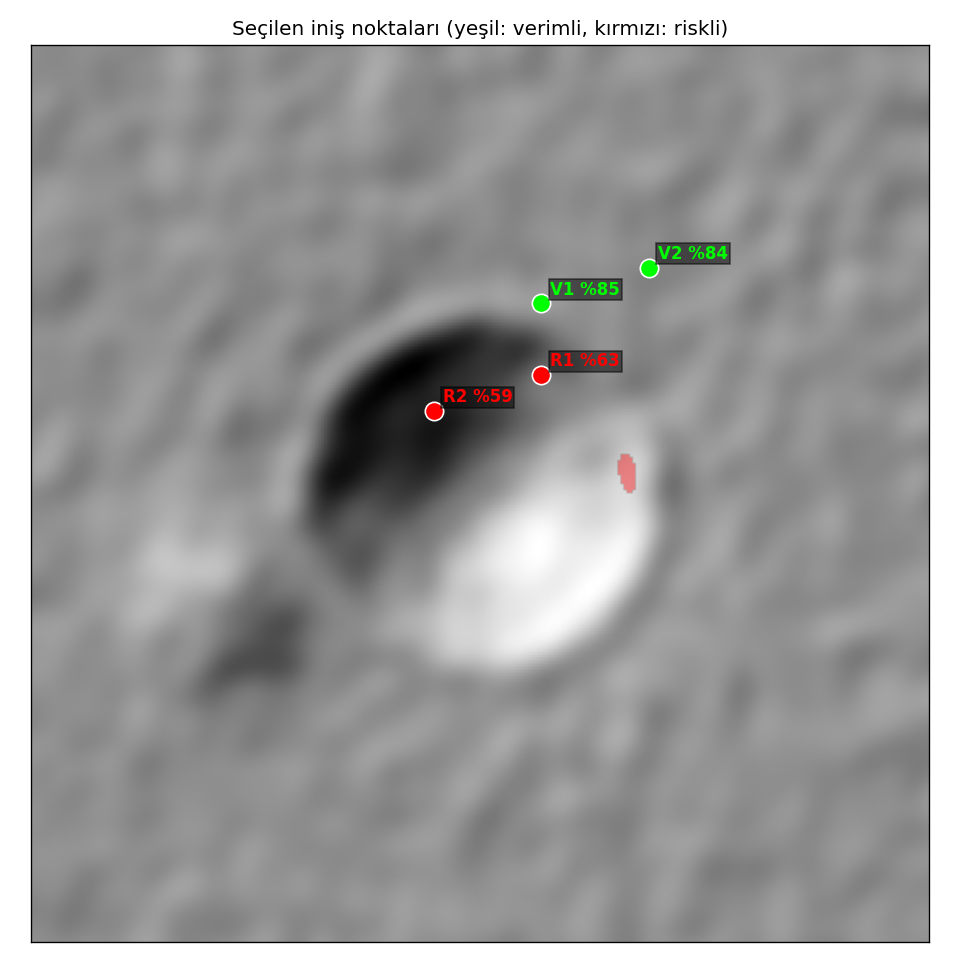 Seçilen iniş noktaları (yeşil: verimli, kırmızı: riskli)
V2 %84
V1 %85
R1 %63
R2 %59